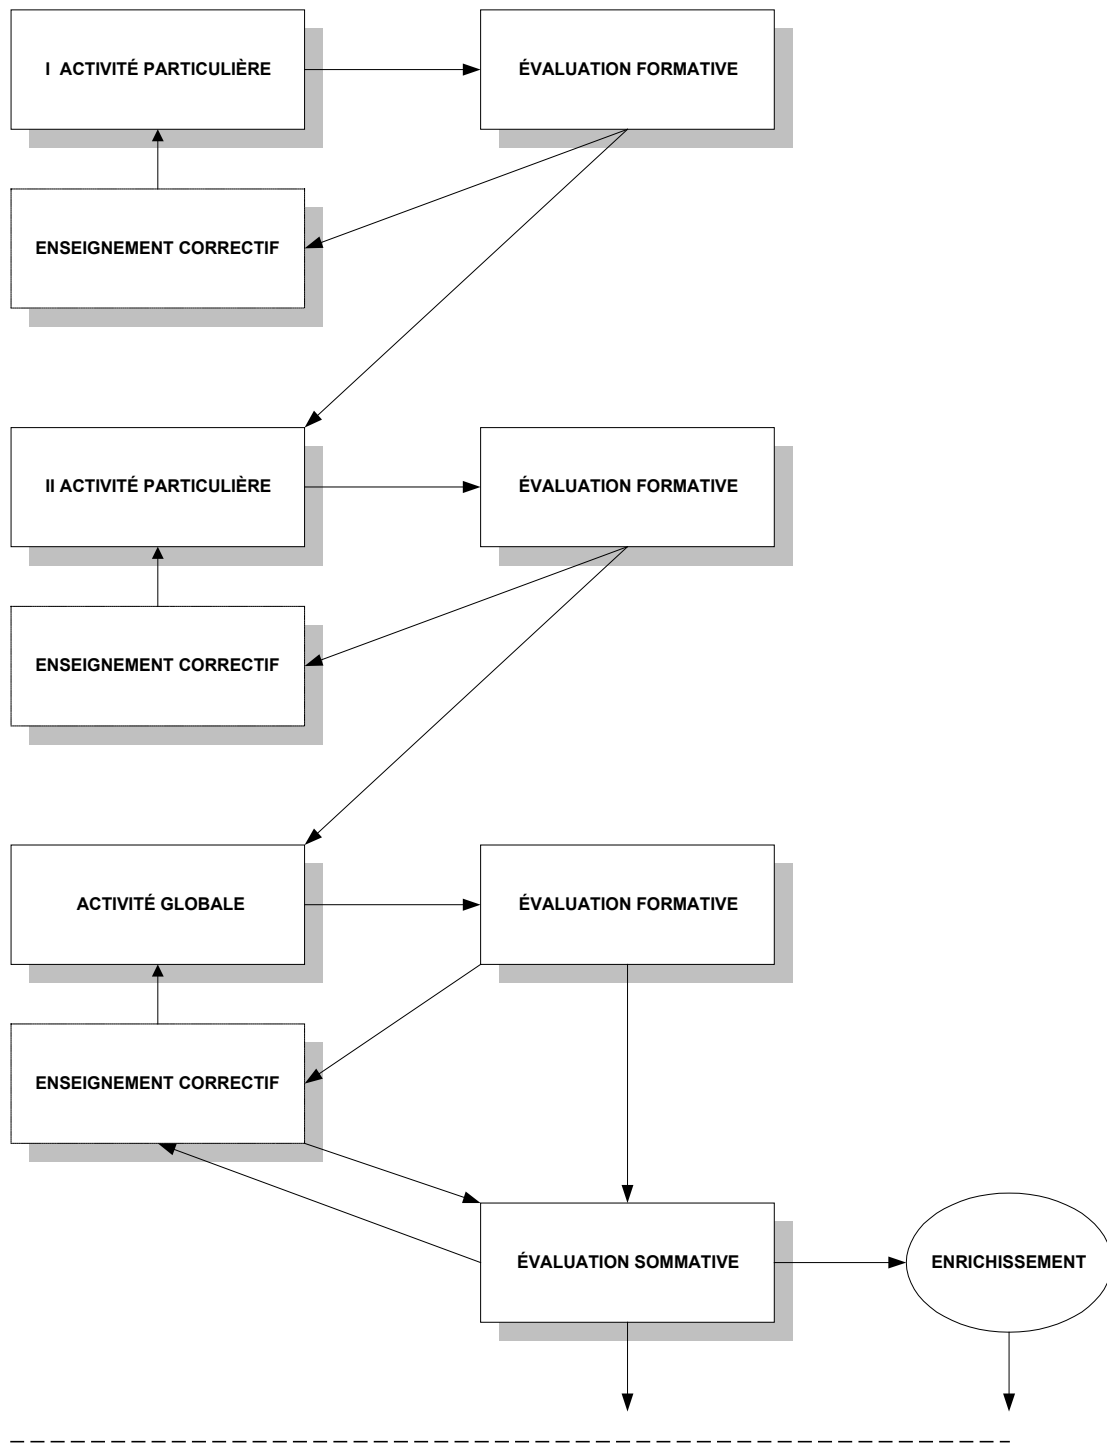 I ACTIVITÉ PARTICULIÈRE
ÉVALUATION FORMATIVE
ENSEIGNEMENT CORRECTIF
II ACTIVITÉ PARTICULIÈRE
ÉVALUATION FORMATIVE
ENSEIGNEMENT CORRECTIF
ACTIVITÉ GLOBALE
ÉVALUATION FORMATIVE
ENSEIGNEMENT CORRECTIF
ÉVALUATION SOMMATIVE
ENRICHISSEMENT